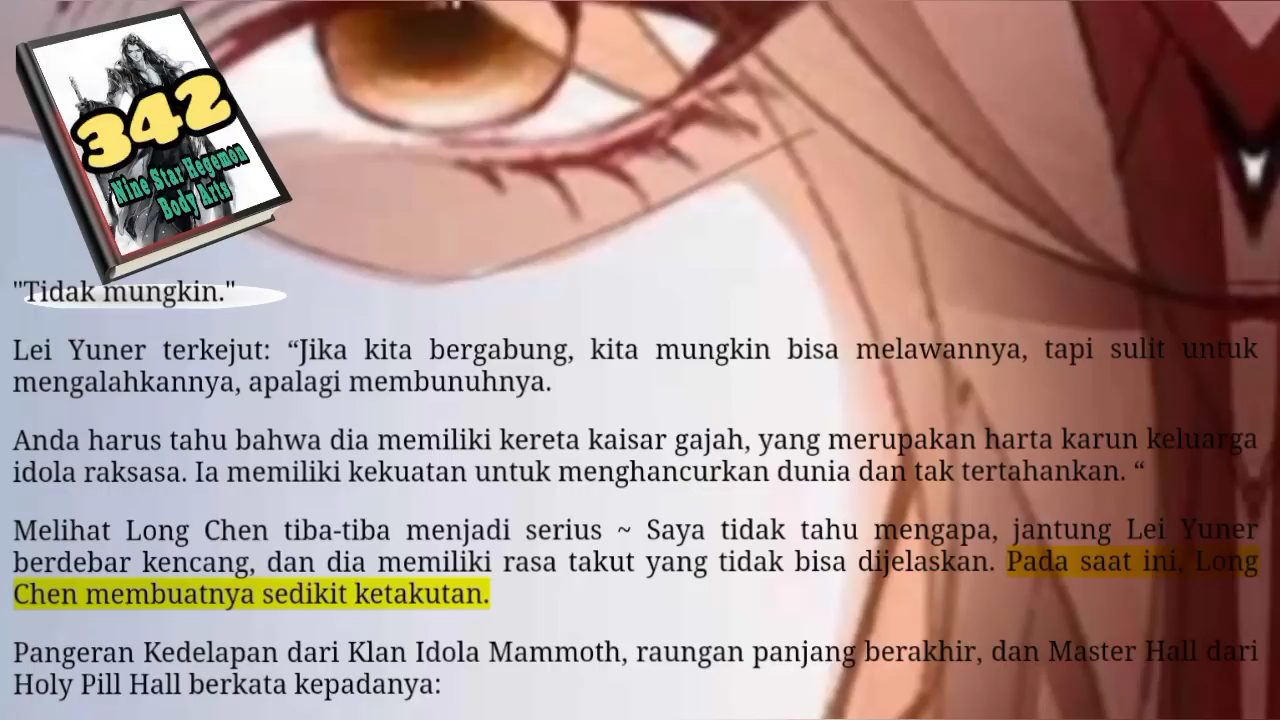 342
Nine Star Hegemon
Body Arts
"Tidak mungkin."
Lei Yuner terkejut: “Jika kita bergabung, kita mungkin bisa melawannya, tapi sulit untuk
mengalahkannya, apalagi membunuhnya.
Anda harus tahu bahwa dia memiliki kereta kaisar gajah, yang merupakan harta karun keluarga
idola raksasa. Ia memiliki kekuatan untuk menghancurkan dunia dan tak tertahankan. “
Melihat Long Chen tiba-tiba menjadi serius ~ Saya tidak tahu mengapa, jantung Lei Yuner
berdebar kencang, dan dia memiliki rasa takut yang tidak bisa dijelaskan. Pada saat ini, Long
Chen membuatnya sedikit ketakutan.
Pangeran Kedelapan dari Klan Idola Mammoth, raungan panjang berakhir, dan Master Hall dari
Holy Pill Hall berkata kepadanya: